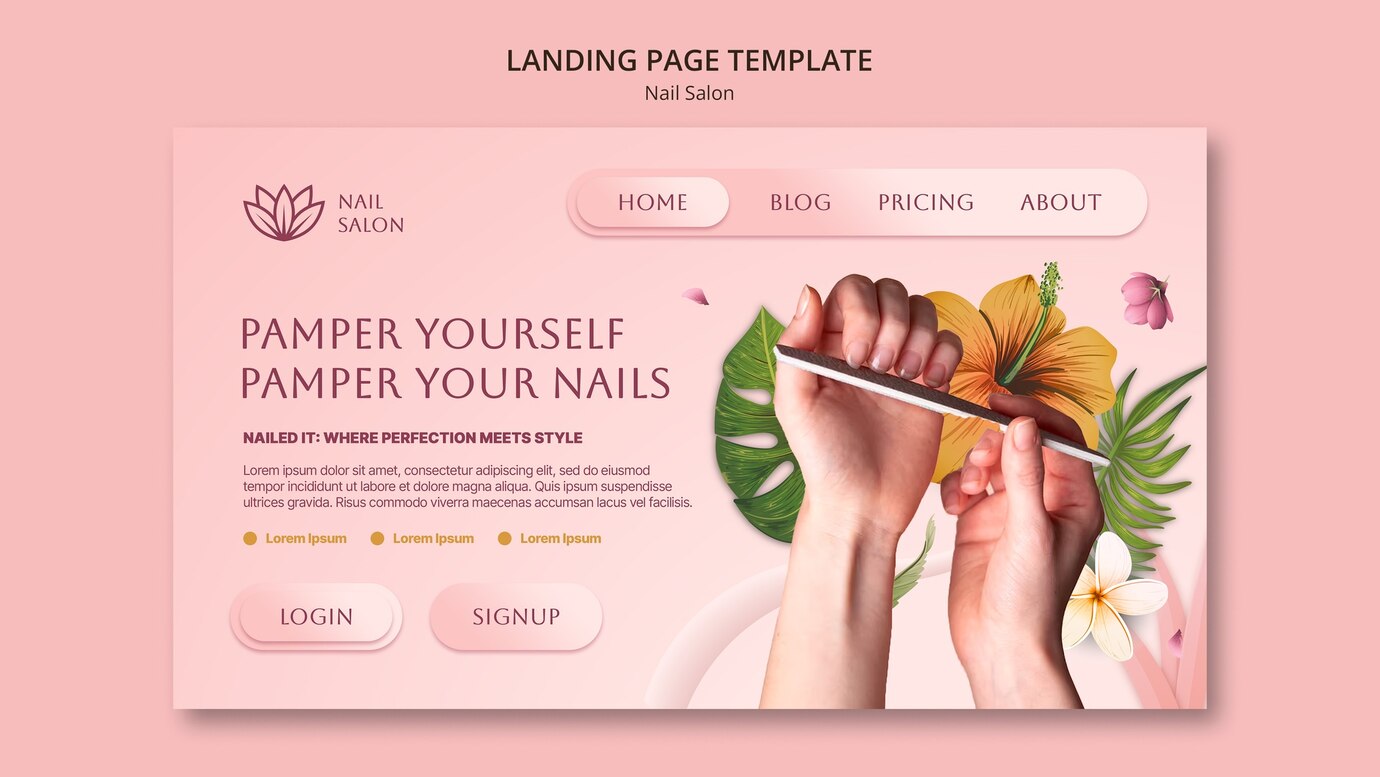 LANDING PAGE TEMPLATE
Nail Salon
NAIL
SALON
HOME BLOG PRICING ABOUT
PAMPER YOURSELF
PAMPER YOUR NAILS
NAILED IT: WHERE PERFECTION MEETS STYLE
Lorem ipsum dolor sit amet, consectetur adipiscing elit, sed do eiusmod
tempor incididunt ut labore et dolore magna aliqua. Quis ipsum suspendisse
ultrices gravida. Risus commodo viverra maecenas accumsan lacus vel facilisis.
Lorem Ipsum Lorem Ipsum Lorem Ipsum
LOGIN SIGNUP